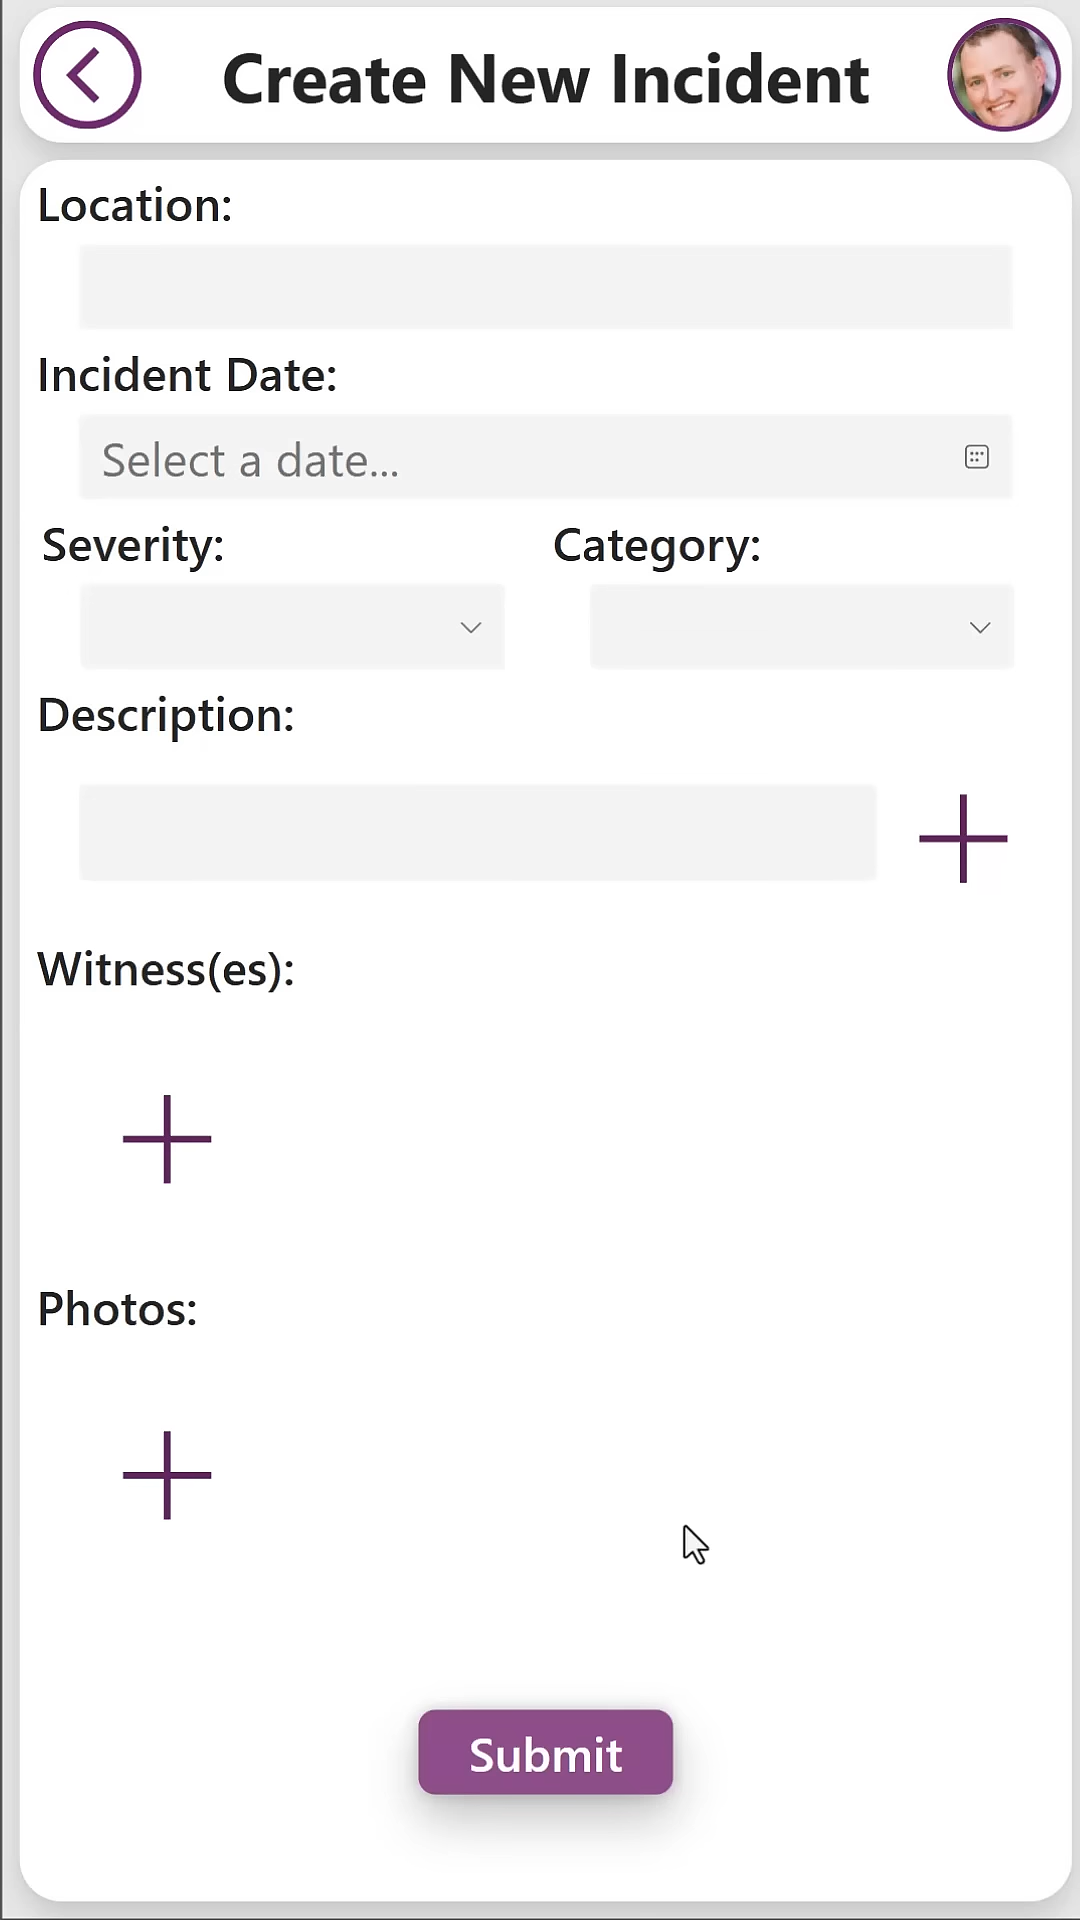 Create New Incident
Location:
Incident Date:
Select a date...
Severity:
Category:
Description:
Witness(es):
Photos:
Submit